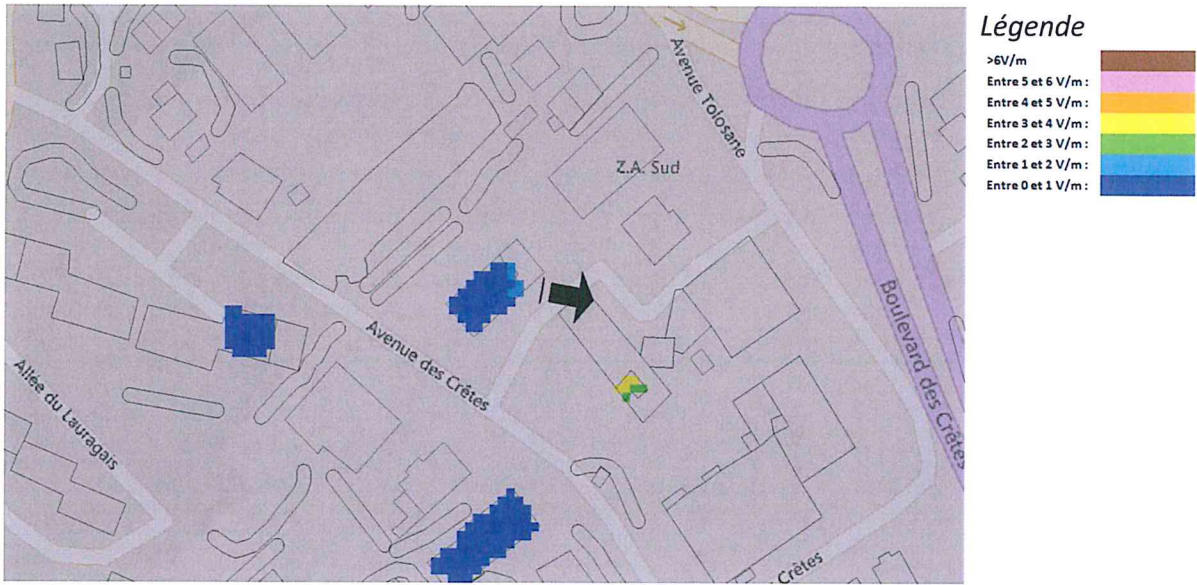 Légende
>6V/m
Entre 5 et 6 V/m :
Entre 4 et 5 V/m :
Entre 3 et 4 V/m :
Entre 2 et 3 V/m :
Entre 1 et 2 V/m :
Entre 0 et 1 V/m :
Avenue Tolosane
Z.A. Sud
Boulevard des Crêtes
Avenue des Crêtes
Allée du Lauragais
Crêtes